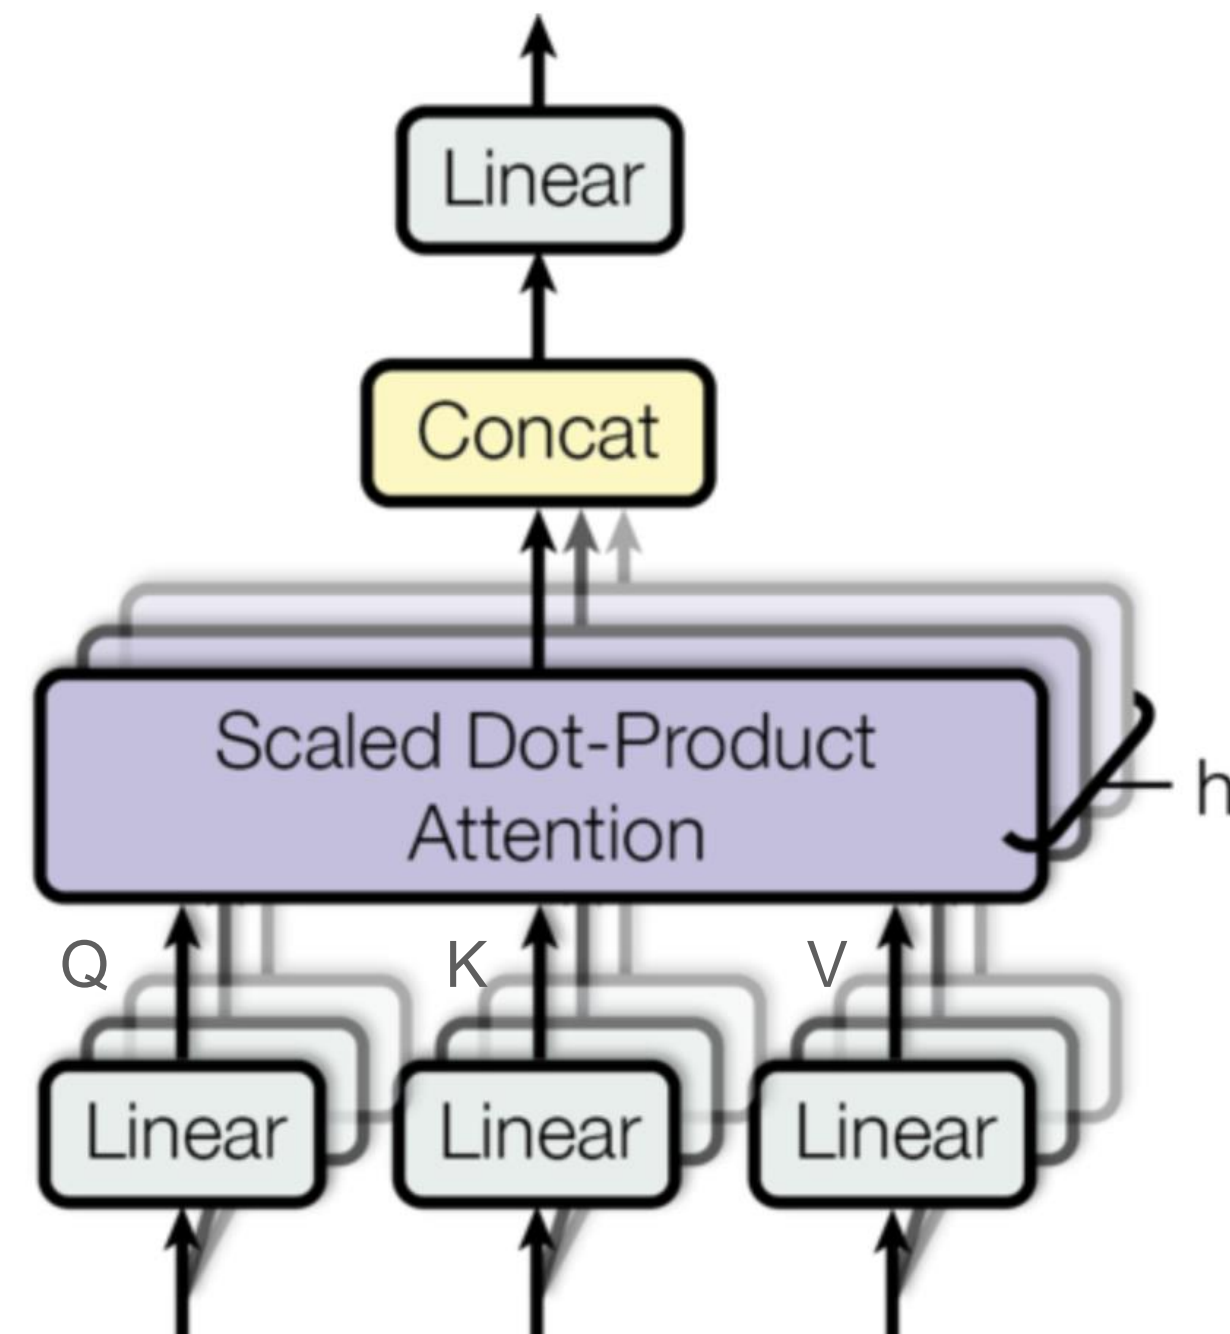 Linear
Concat
Scaled Dot-Product
Attention
h
Q K V
Linear Linear Linear